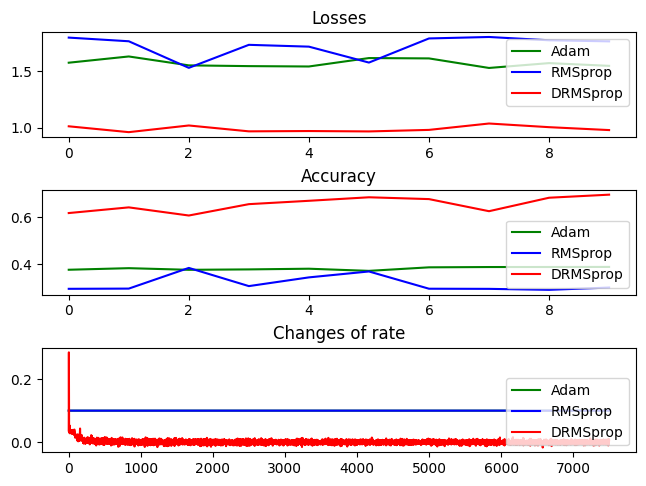 Losses
1.5
1.0
Adam
RMSprop
DRMSprop
0 2 4 6 8
Accuracy
0.6
0.4
Adam
RMSprop
DRMSprop
0 2 4 6 8
Changes of rate
0.2
0.0
Adam
RMSprop
DRMSprop
0 1000 2000 3000 4000 5000 6000 7000